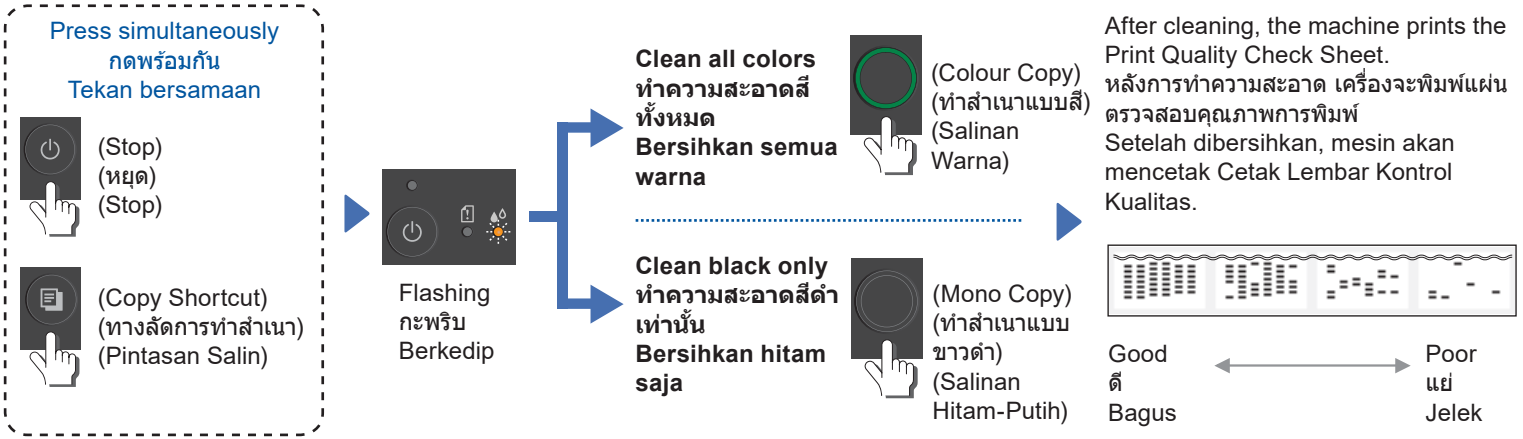 Press simultaneously
กดพร้อมกัน
Tekan bersamaan
(Stop)
(หยุด)
(Stop)
(Copy Shortcut)
(ทางลัดการทำสำเนา)
(Pintasan Salin)
Flashing
กะพริบ
Berkedip
Clean all colors
ทำความสะอาดสี
ทั้งหมด
Bersihkan semua
warna
(Colour Copy)
(ทำสำเนาแบบสี)
(Salinan
Warna)
Clean black only
ทำความสะอาดสีดำ
เท่านั้น
Bersihkan hitam
saja
(Mono Copy)
(ทำสำเนาแบบ
ขาวดำ)
(Salinan
Hitam-Putih)
After cleaning, the machine prints the
Print Quality Check Sheet.
หลังการทำความสะอาด เครื่องจะพิมพ์แผ่น
ตรวจสอบคุณภาพการพิมพ์
Setelah dibersihkan, mesin akan
mencetak Cetak Lembar Kontrol
Kualitas.
Good
ดี
Bagus
Poor
แย่
Jelek